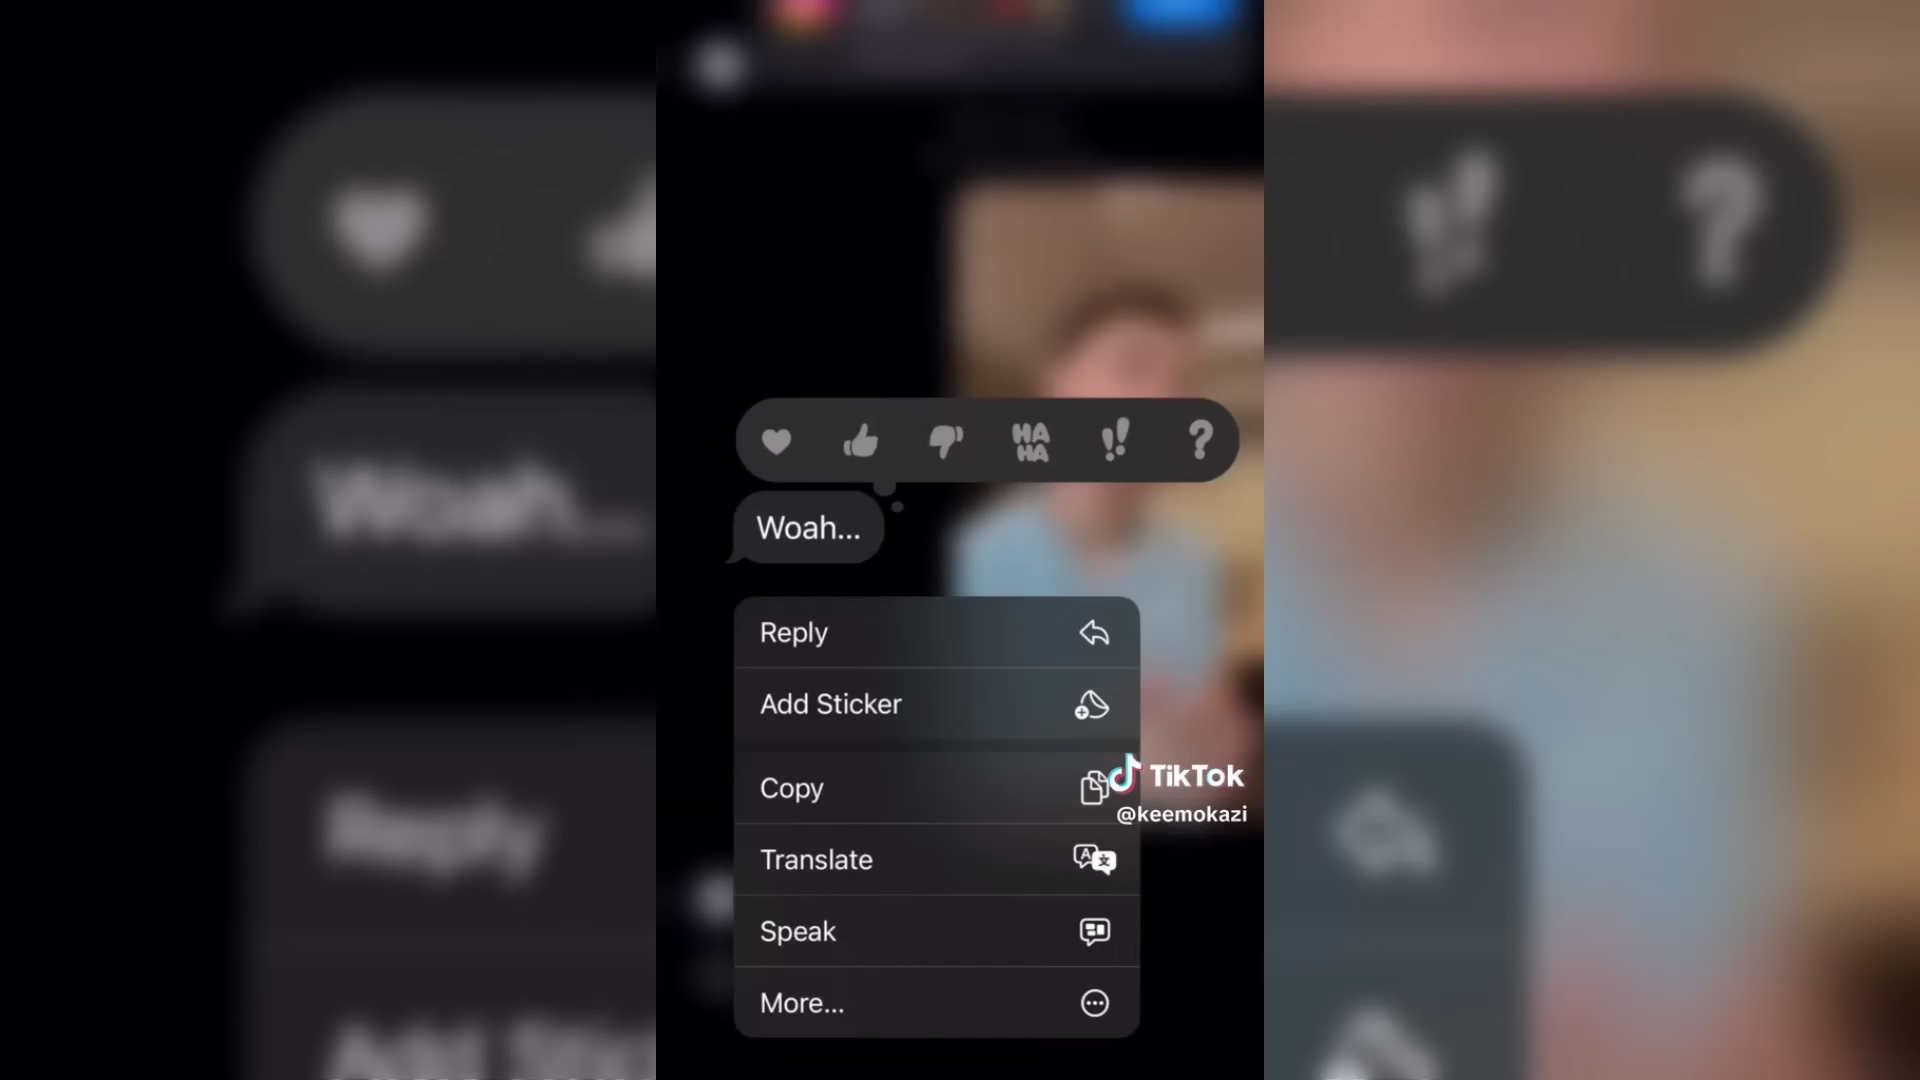 HA
HA
Woah...
Reply
Add Sticker
Copy
TikTok
@keemokazi
Translate
Speak
More...